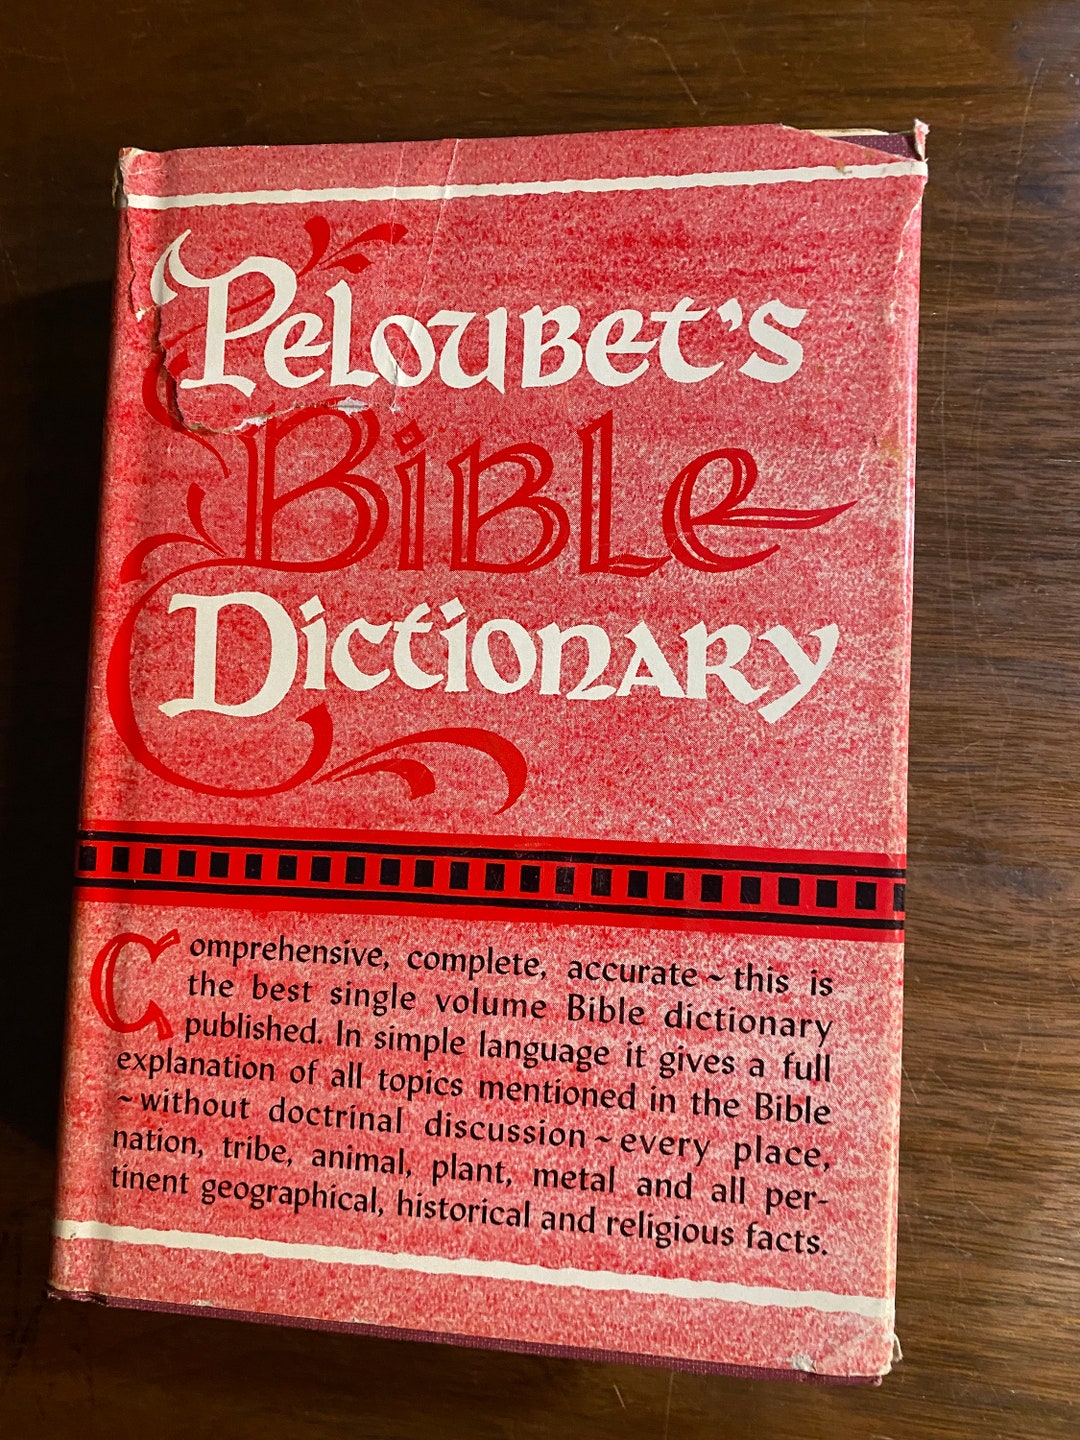 Peloubet's
Bible
Dictionary
Comprehensive, complete, accurate ~ this is
the best single volume Bible dictionary
published. In simple language it gives a full
explanation of all topics mentioned in the Bible
~ without doctrinal discussion ~ every place,
nation, tribe, animal, plant, metal and all per-
tinent geographical, historical and religious facts.